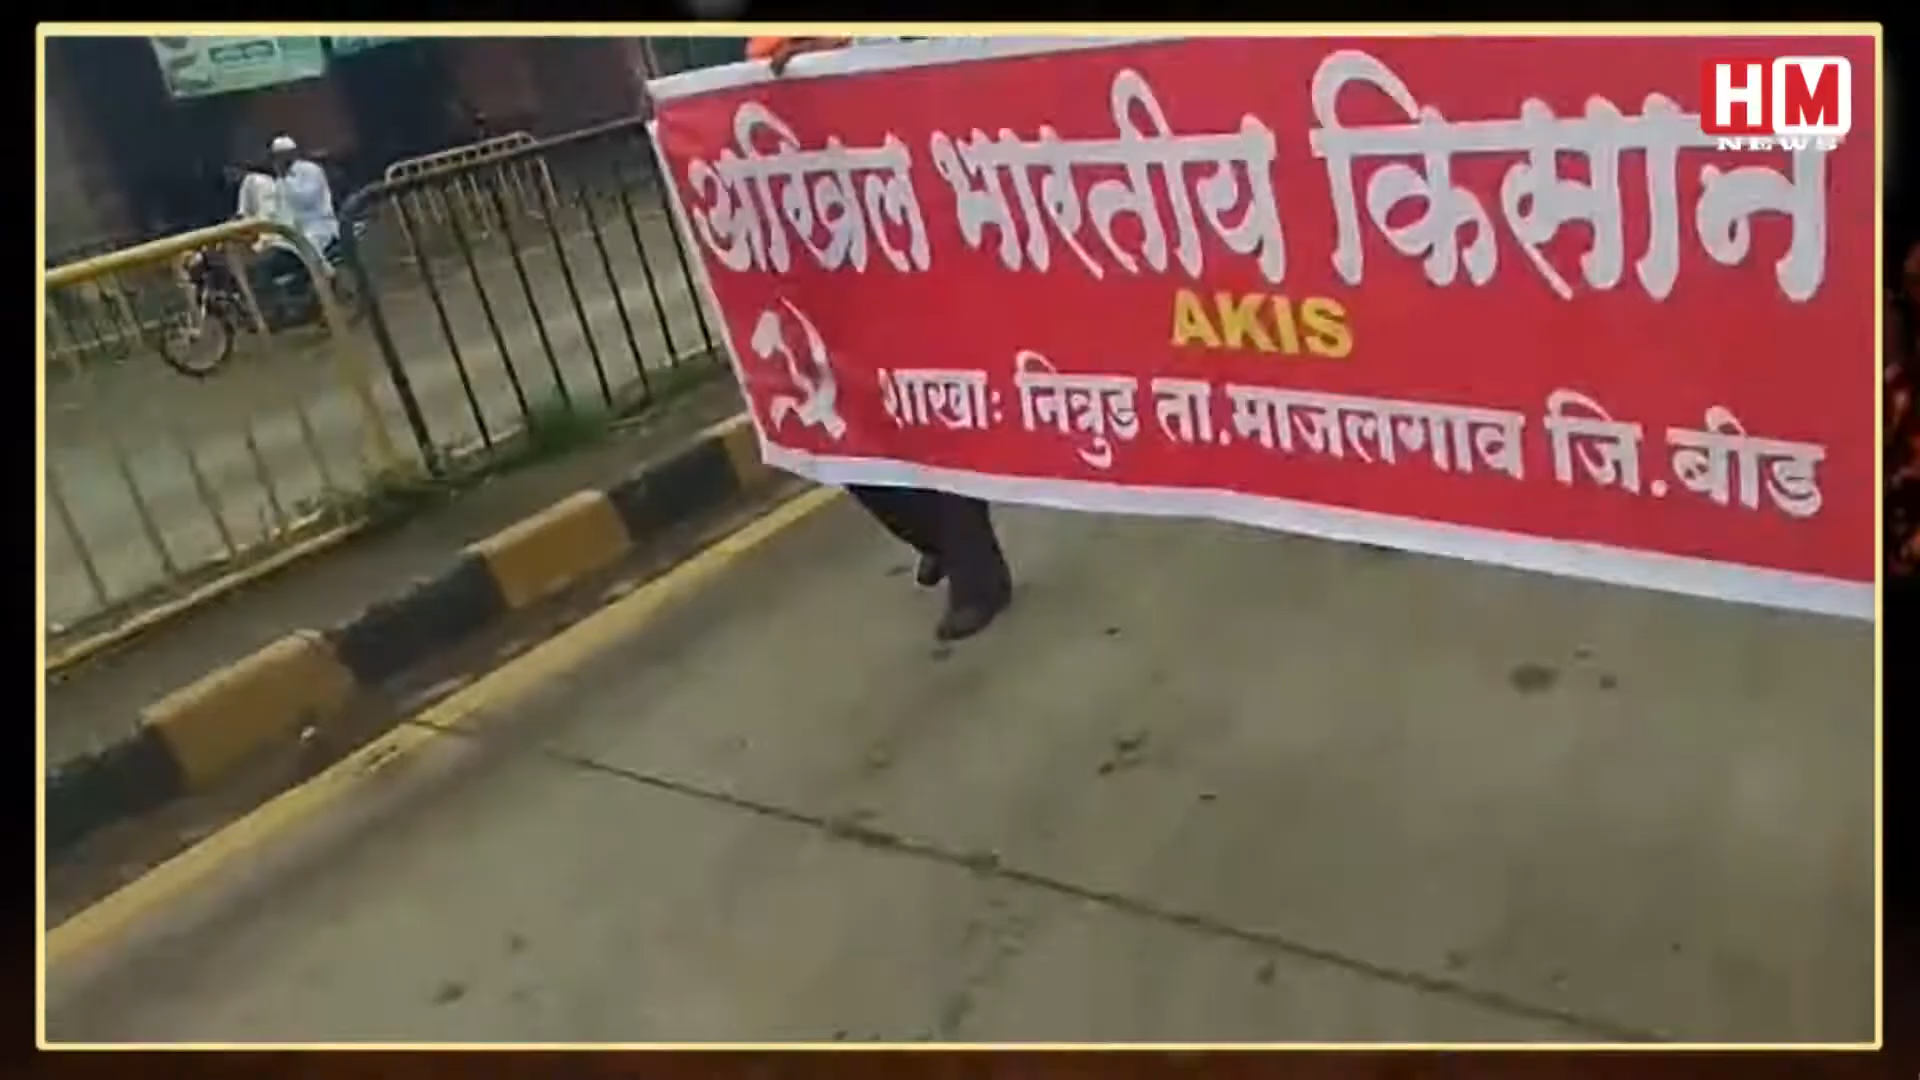 HM
NEWS
अखिल भारतीय किसान
AKIS
शाखाः नित्रुड ता.माजलगाव जि.बीड